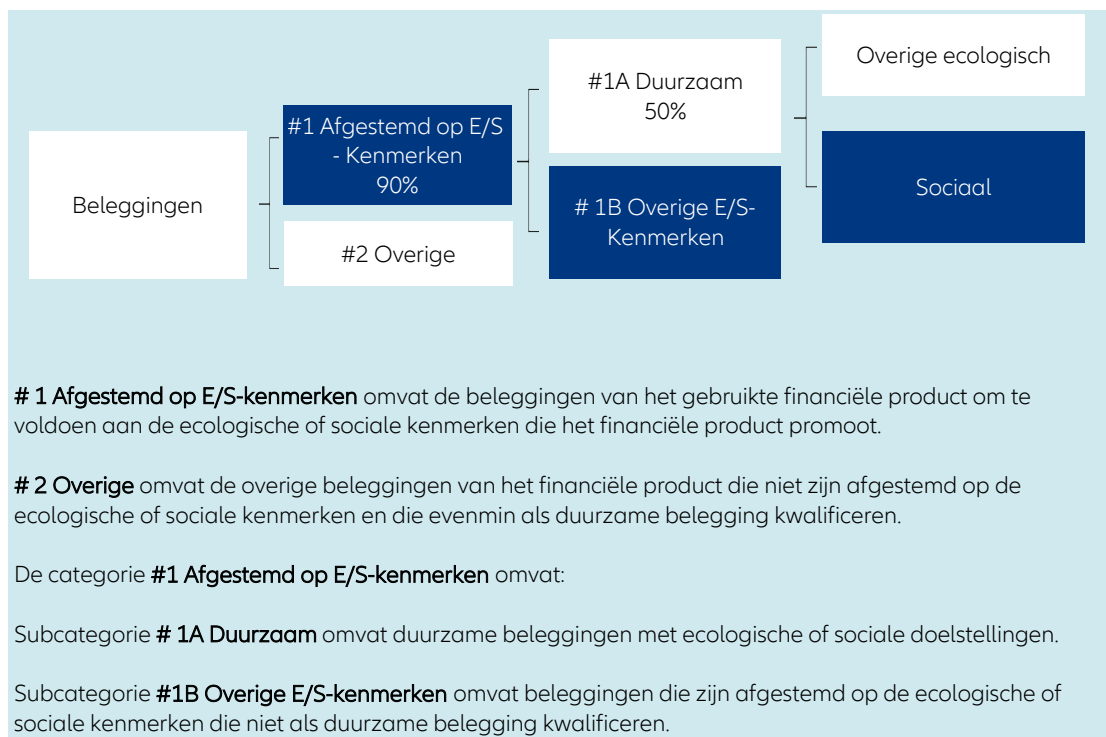 Beleggingen
#1 Afgestemd op E/S
- Kenmerken
90%
#2 Overige
#1A Duurzaam
50%
# 1B Overige E/S-
Kenmerken
Overige ecologisch
Sociaal
# 1 Afgestemd op E/S-kenmerken omvat de beleggingen van het gebruikte financiële product om te
voldoen aan de ecologische of sociale kenmerken die het financiële product promoot.
# 2 Overige omvat de overige beleggingen van het financiële product die niet zijn afgestemd op de
ecologische of sociale kenmerken en die evenmin als duurzame belegging kwalificeren.
De categorie #1 Afgestemd op E/S-kenmerken omvat:
Subcategorie # 1A Duurzaam omvat duurzame beleggingen met ecologische of sociale doelstellingen.
Subcategorie #1B Overige E/S-kenmerken omvat beleggingen die zijn afgestemd op de ecologische of
sociale kenmerken die niet als duurzame belegging kwalificeren.